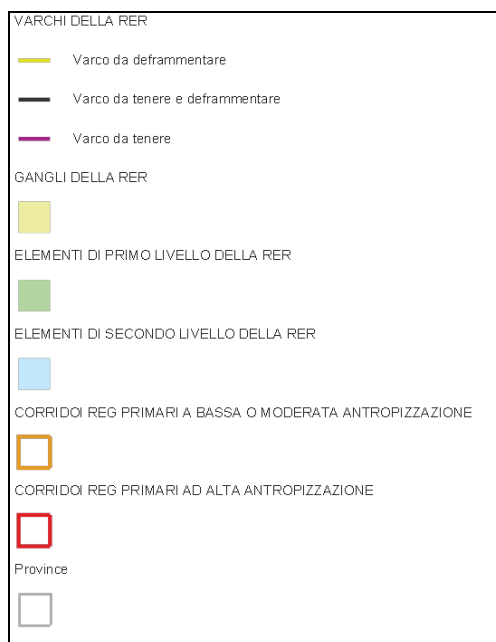 VARCHI DELLA RER
Varco da deframmentare
Varco da tenere e deframmentare
Varco da tenere
GANGLI DELLA RER
ELEMENTI DI PRIMO LIVELLO DELLA RER
ELEMENTI DI SECONDO LIVELLO DELLA RER
CORRIDOI REG PRIMARI A BASSA O MODERATA ANTROPIZZAZIONE
CORRIDOI REG PRIMARI AD ALTA ANTROPIZZAZIONE
Province